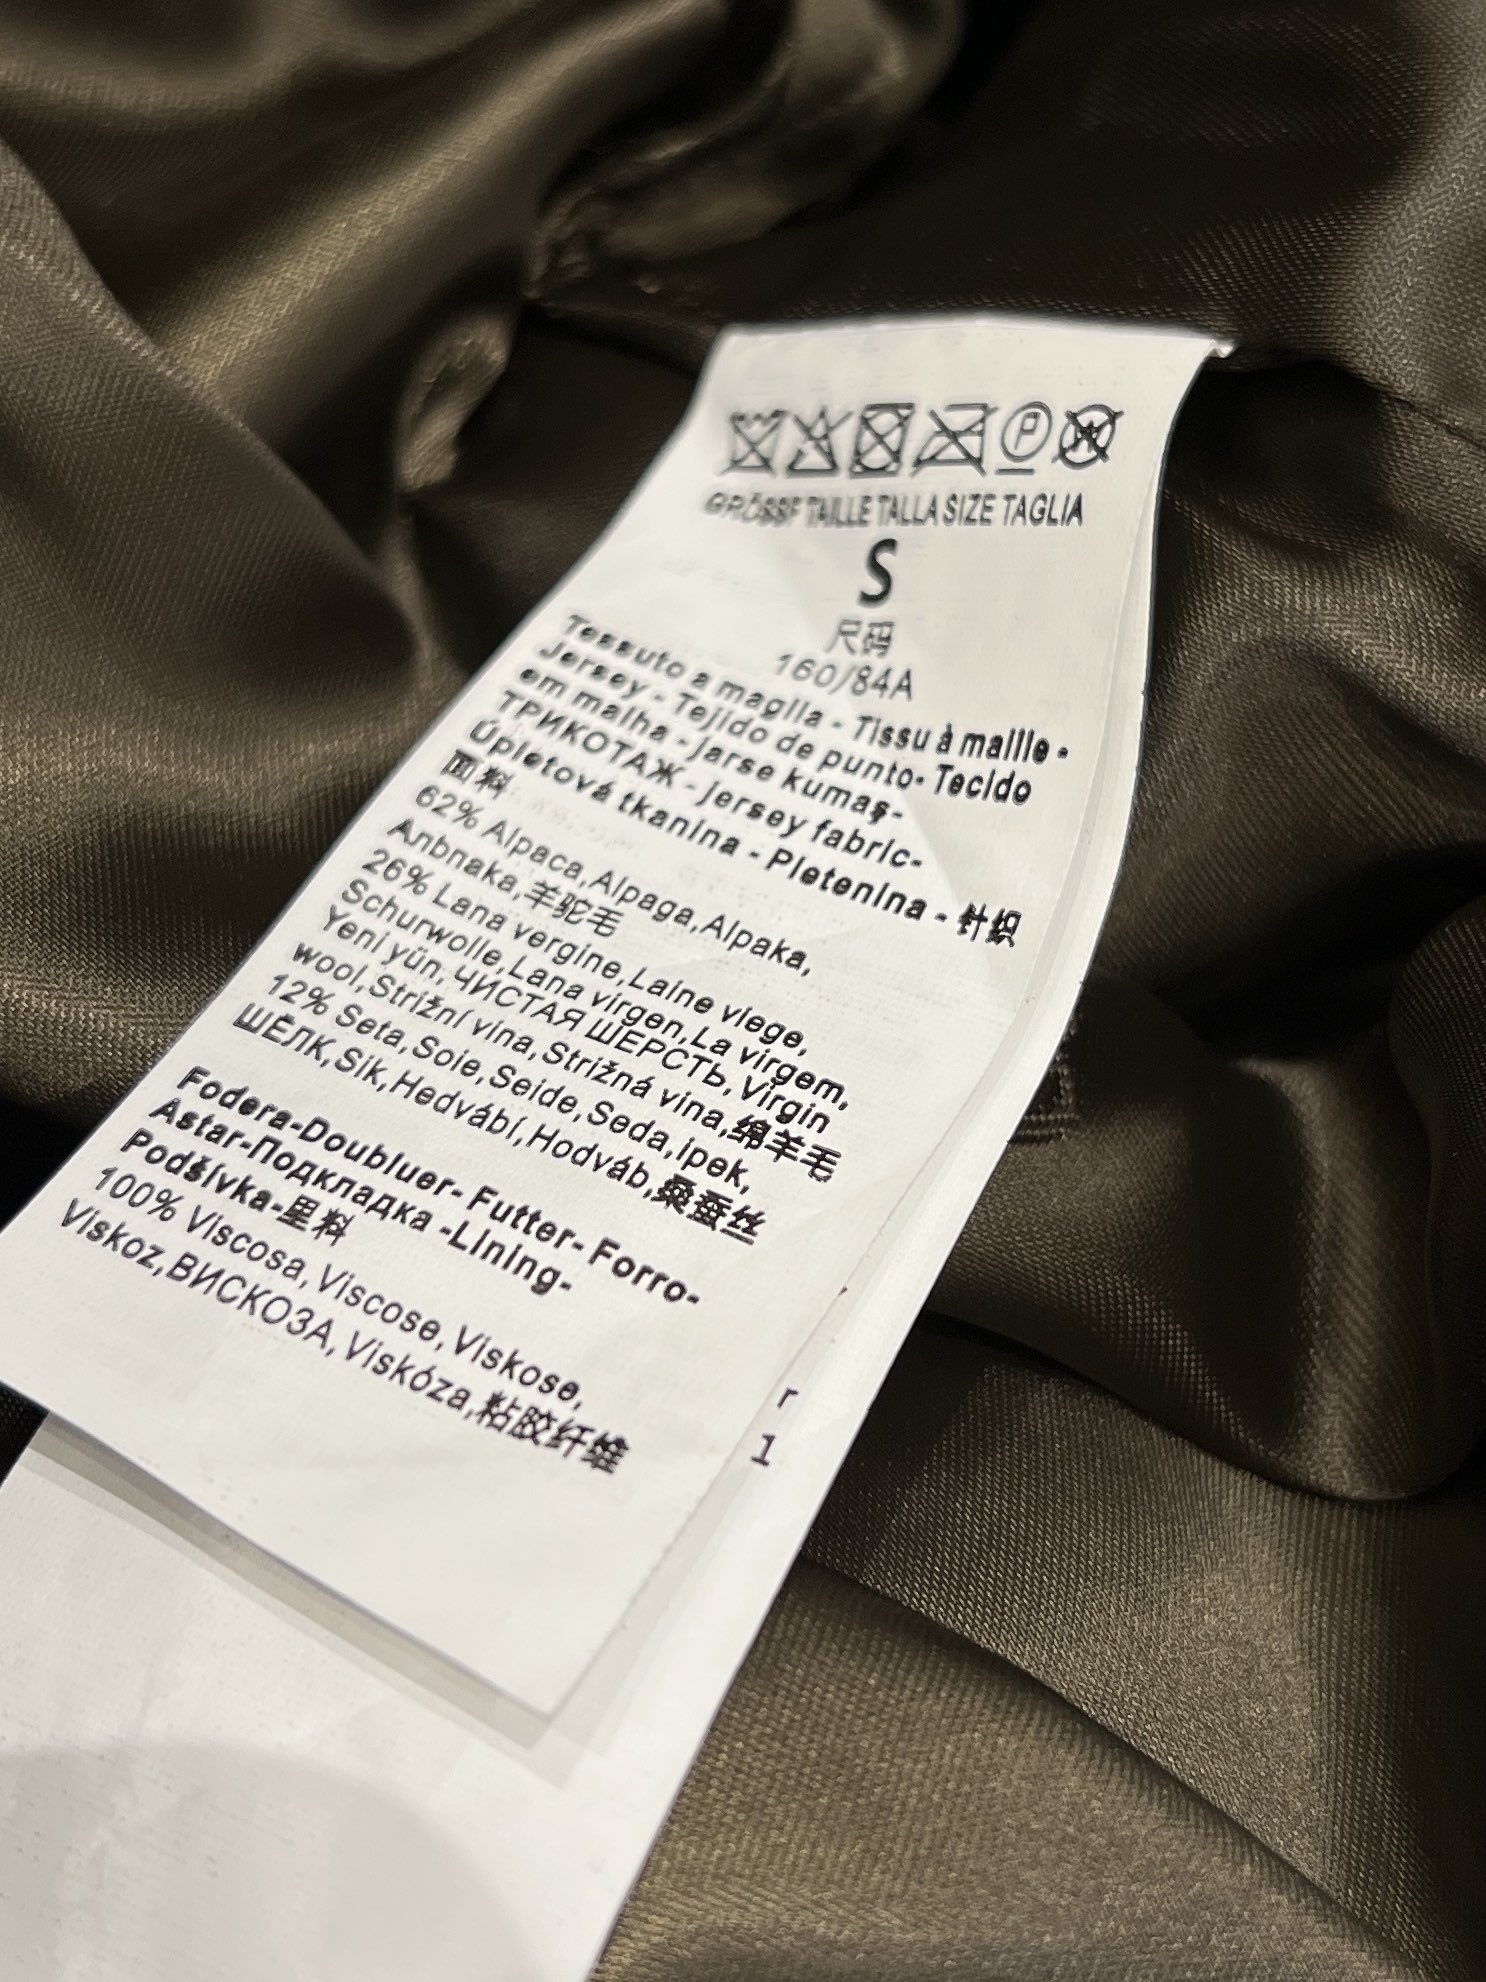 GRÖSSE TAILLE TALLA SIZE TAGLIA
S
尺码
160/84A
Tessuto a maglia - Tissu à maille -
Jersey - Tejido de punto- Tecido
em malha - jarse kumaş-
ТРИКОТАЖ - jersey fabric-
Úpletová tkanina - Pletenina - 针织
面料
62% Alpaca,Alpaga,Alpaka,
Anbnaka,羊驼毛
26% Lana vergine,Laine viege,
Schurwolle,Lana virgen,La virgem,
Yeni yün,ЧИСТАЯ ШЕРСТЬ,Virgin
wool,Strižní vina,Strižná vina,绵羊毛
12% Seta,Soie,Seide,Seda,ipek,
ШЁЛК,Sik,Hedvábí,Hodváb,桑蚕丝
Fodera-Doubluer- Futter- Forro-
Astar-Подкладка -Lining-
Podšívka-里料
100% Viscosa, Viscose, Viskose,
Viskoz,ВИСКОЗА,Viskóza,粘胶纤维
r
1